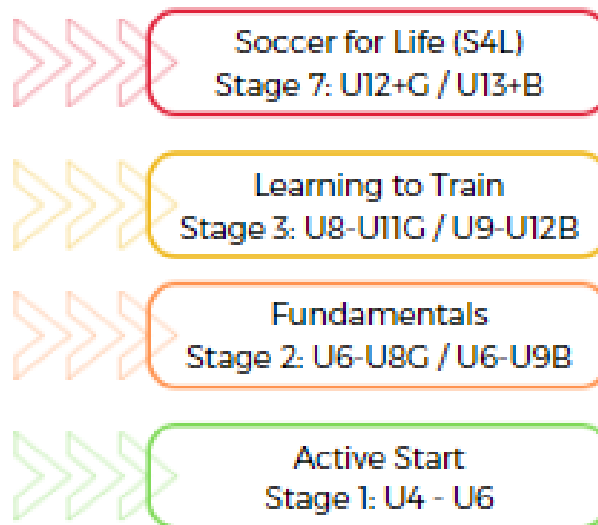 Soccer for Life (S4L)
Stage 7: U12+G / U13+B
Learning to Train
Stage 3: U8-U11G / U9-U12B
Fundamentals
Stage 2: U6-U8G / U6-U9B
Active Start
Stage 1: U4 - U6